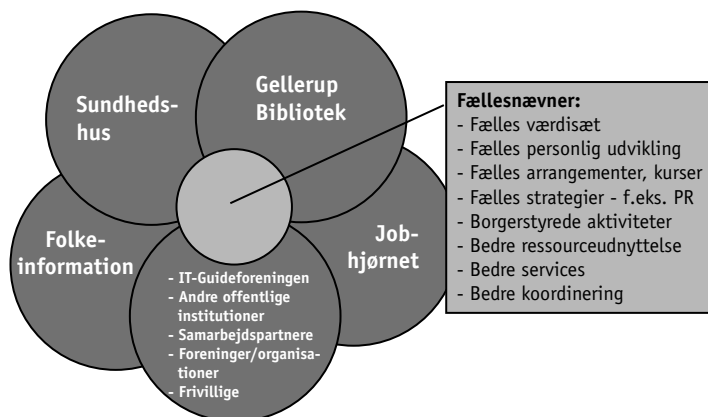 Sundheds-
hus
Gellerup
Bibliotek
Folke-
information
Job-
hjørnet
- IT-Guideforeningen
- Andre offentlige
institutioner
- Samarbejdspartnere
- Foreninger/organisa-
tioner
- Frivillige
Fællesnævner:
- Fælles værdisæt
- Fælles personlig udvikling
- Fælles arrangementer, kurser
- Fælles strategier - f.eks. PR
- Borgerstyrede aktiviteter
- Bedre ressourceudnyttelse
- Bedre services
- Bedre koordinering